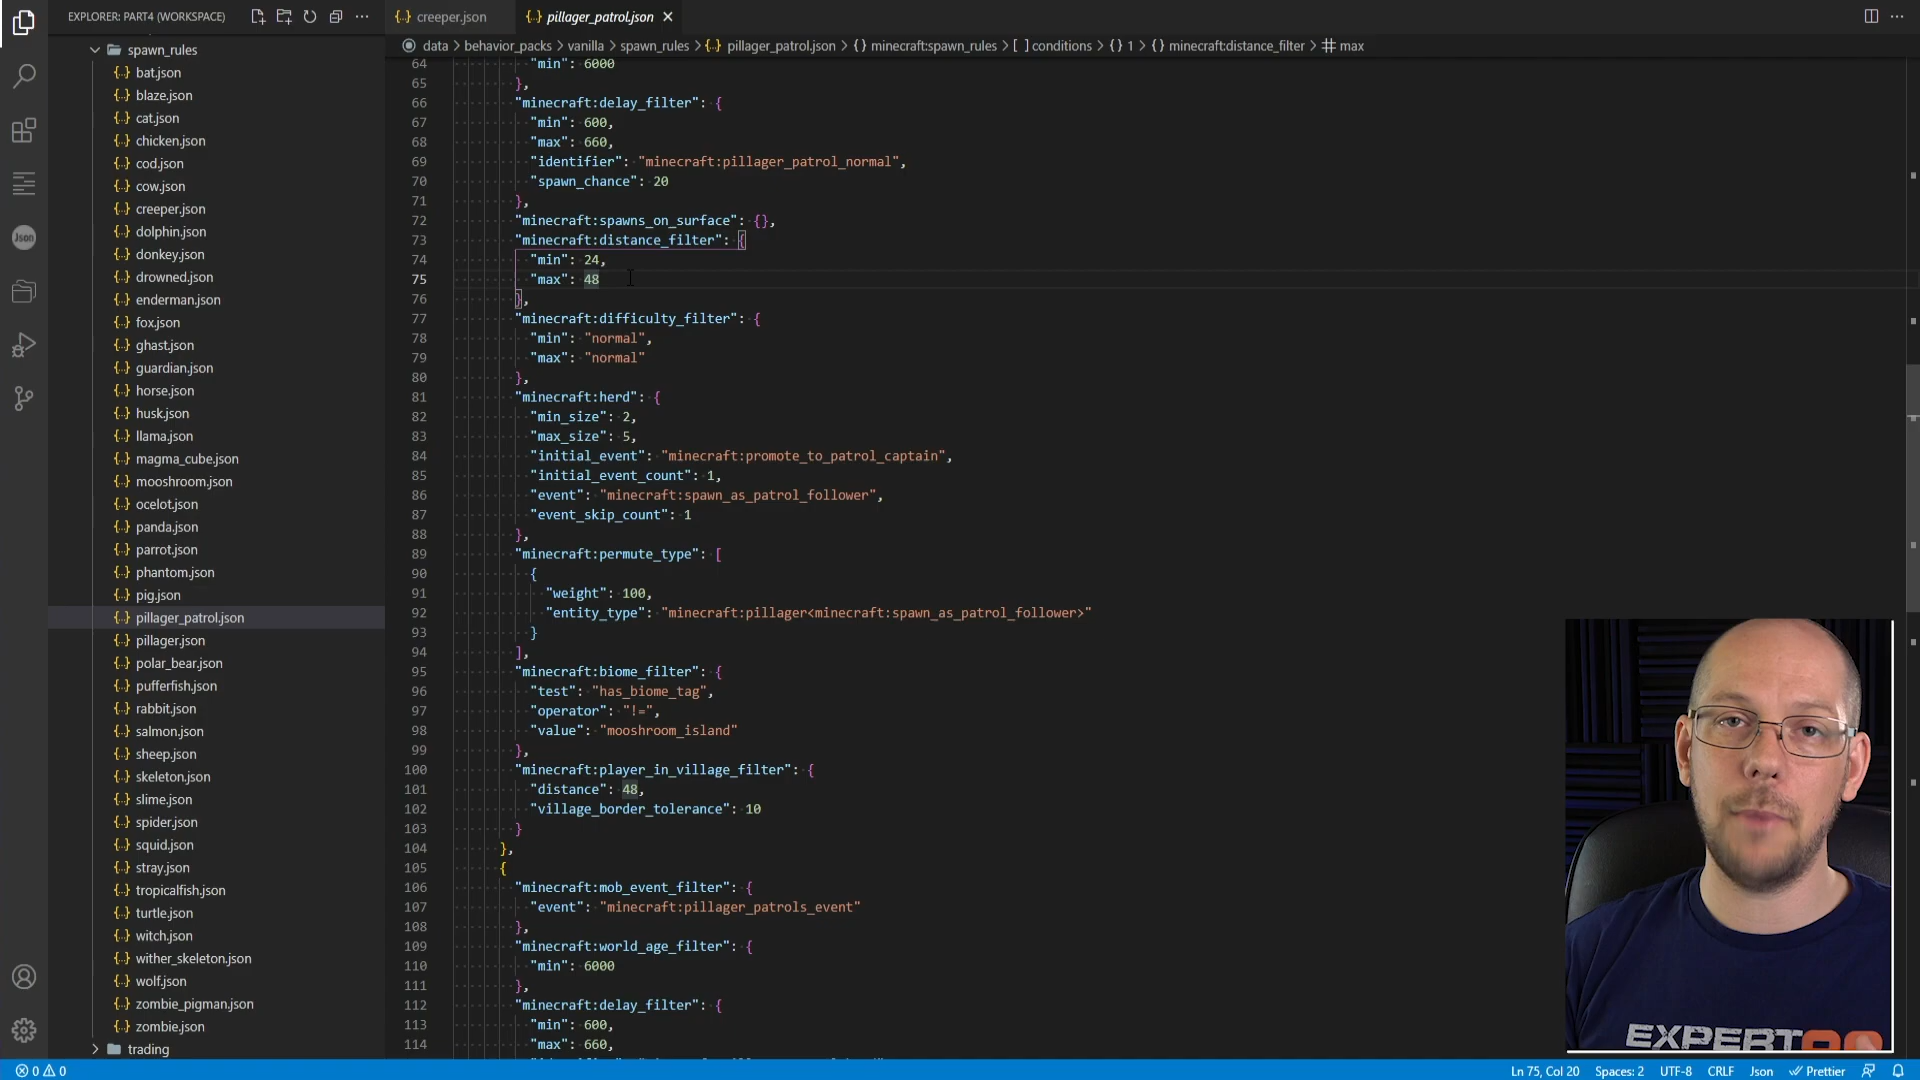 EXPLORER: PART4 (WORKSPACE)
creeper.json
pillager_patrol.json
data > behavior_packs > vanilla > spawn_rules > {..} pillager_patrol.json > {} minecraft:spawn_rules > [ ] conditions > {} 1 > {} minecraft:distance_filter > # max
spawn_rules
bat.json
blaze.json
cat.json
chicken.json
cod.json
cow.json
creeper.json
dolphin.json
donkey.json
drowned.json
enderman.json
fox.json
ghast.json
guardian.json
horse.json
husk.json
llama.json
magma_cube.json
mooshroom.json
ocelot.json
panda.json
parrot.json
phantom.json
pig.json
pillager_patrol.json
pillager.json
polar_bear.json
pufferfish.json
rabbit.json
salmon.json
sheep.json
skeleton.json
slime.json
spider.json
squid.json
stray.json
tropicalfish.json
turtle.json
witch.json
wither_skeleton.json
wolf.json
zombie_pigman.json
zombie.json
trading
Json
64 "min": 6000
65 },
66 "minecraft:delay_filter": {
67 "min": 600,
68 "max": 660,
69 "identifier": "minecraft:pillager_patrol_normal",
70 "spawn_chance": 20
71 },
72 "minecraft:spawns_on_surface": {},
73 "minecraft:distance_filter": {
74 "min": 24,
75 "max": 48
76 },
77 "minecraft:difficulty_filter": {
78 "min": "normal",
79 "max": "normal"
80 },
81 "minecraft:herd": {
82 "min_size": 2,
83 "max_size": 5,
84 "initial_event": "minecraft:promote_to_patrol_captain",
85 "initial_event_count": 1,
86 "event": "minecraft:spawn_as_patrol_follower",
87 "event_skip_count": 1
88 },
89 "minecraft:permute_type": [
90 {
91 "weight": 100,
92 "entity_type": "minecraft:pillager<minecraft:spawn_as_patrol_follower>"
93 }
94 ],
95 "minecraft:biome_filter": {
96 "test": "has_biome_tag",
97 "operator": "!=",
98 "value": "mooshroom_island"
99 },
100 "minecraft:player_in_village_filter": {
101 "distance": 48,
102 "village_border_tolerance": 10
103 }
104 },
105 {
106 "minecraft:mob_event_filter": {
107 "event": "minecraft:pillager_patrols_event"
108 },
109 "minecraft:world_age_filter": {
110 "min": 6000
111 },
112 "minecraft:delay_filter": {
113 "min": 600,
114 "max": 660,
EXPERT
0 0
Ln 75, Col 20 Spaces: 2 UTF-8 CRLF Json Prettier